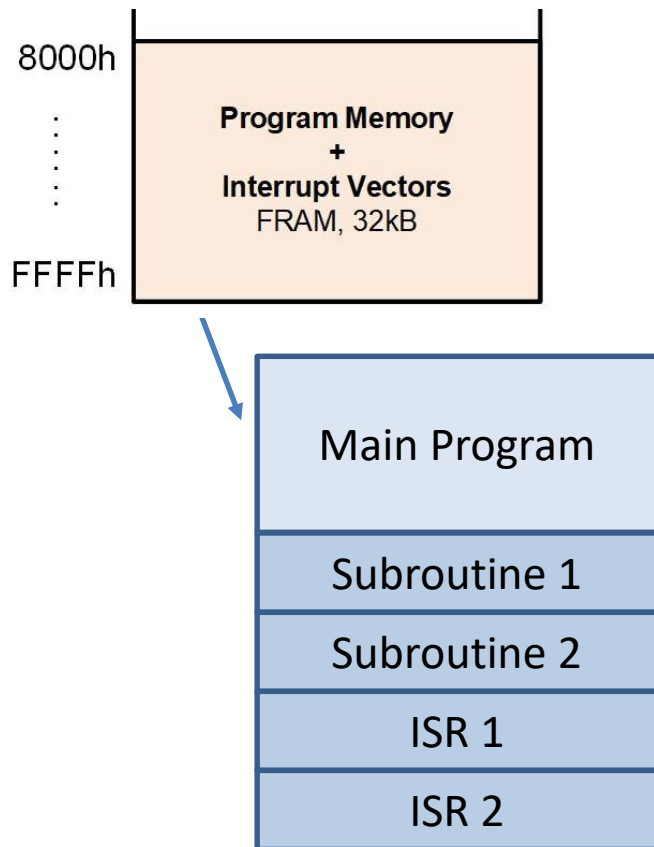 8000h
Program Memory
+
Interrupt Vectors
FRAM, 32kB
FFFFh
Main Program
Subroutine 1
Subroutine 2
ISR 1
ISR 2